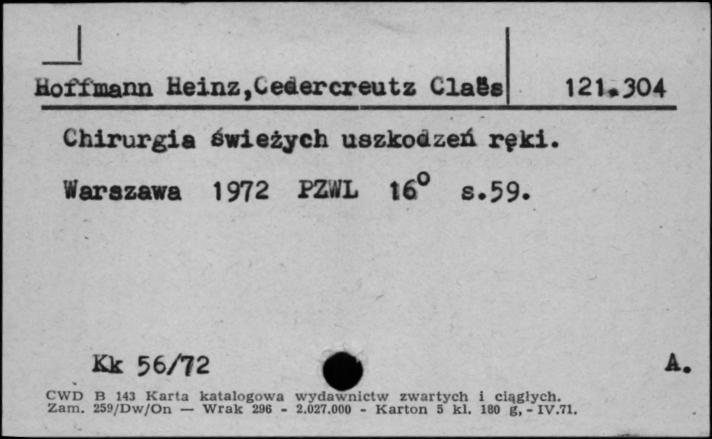 Hoffmann Heinz,Cedercreutz Claës 121.304
Chirurgia świeżych uszkodzeń ręki.
Warszawa 1972 PZWL 16° s.59.
Kk 56/72 A.
CWD B 143 Karta katalogowa wydawnictw zwartych i ciągłych.
Zam. 259/Dw/On — Wrak 296 - 2.027.000 - Karton 5 kl. 180 g, - IV.71.